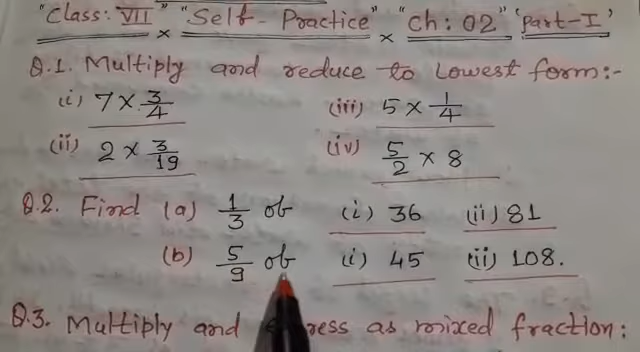 "Class: VII" × "Self-Practice" × "Ch: 02" 'Part-I'
Q.1. Multiply and reduce to Lowest form:-
(i) 7 × 3/4 (iii) 5 × 1/4
(ii) 2 × 3/19 (iv) 5/2 × 8
Q.2. Find (a) 1/3 of (i) 36 (ii) 81
(b) 5/9 of (i) 45 (ii) 108.
Q.3. Multiply and as mixed fraction: